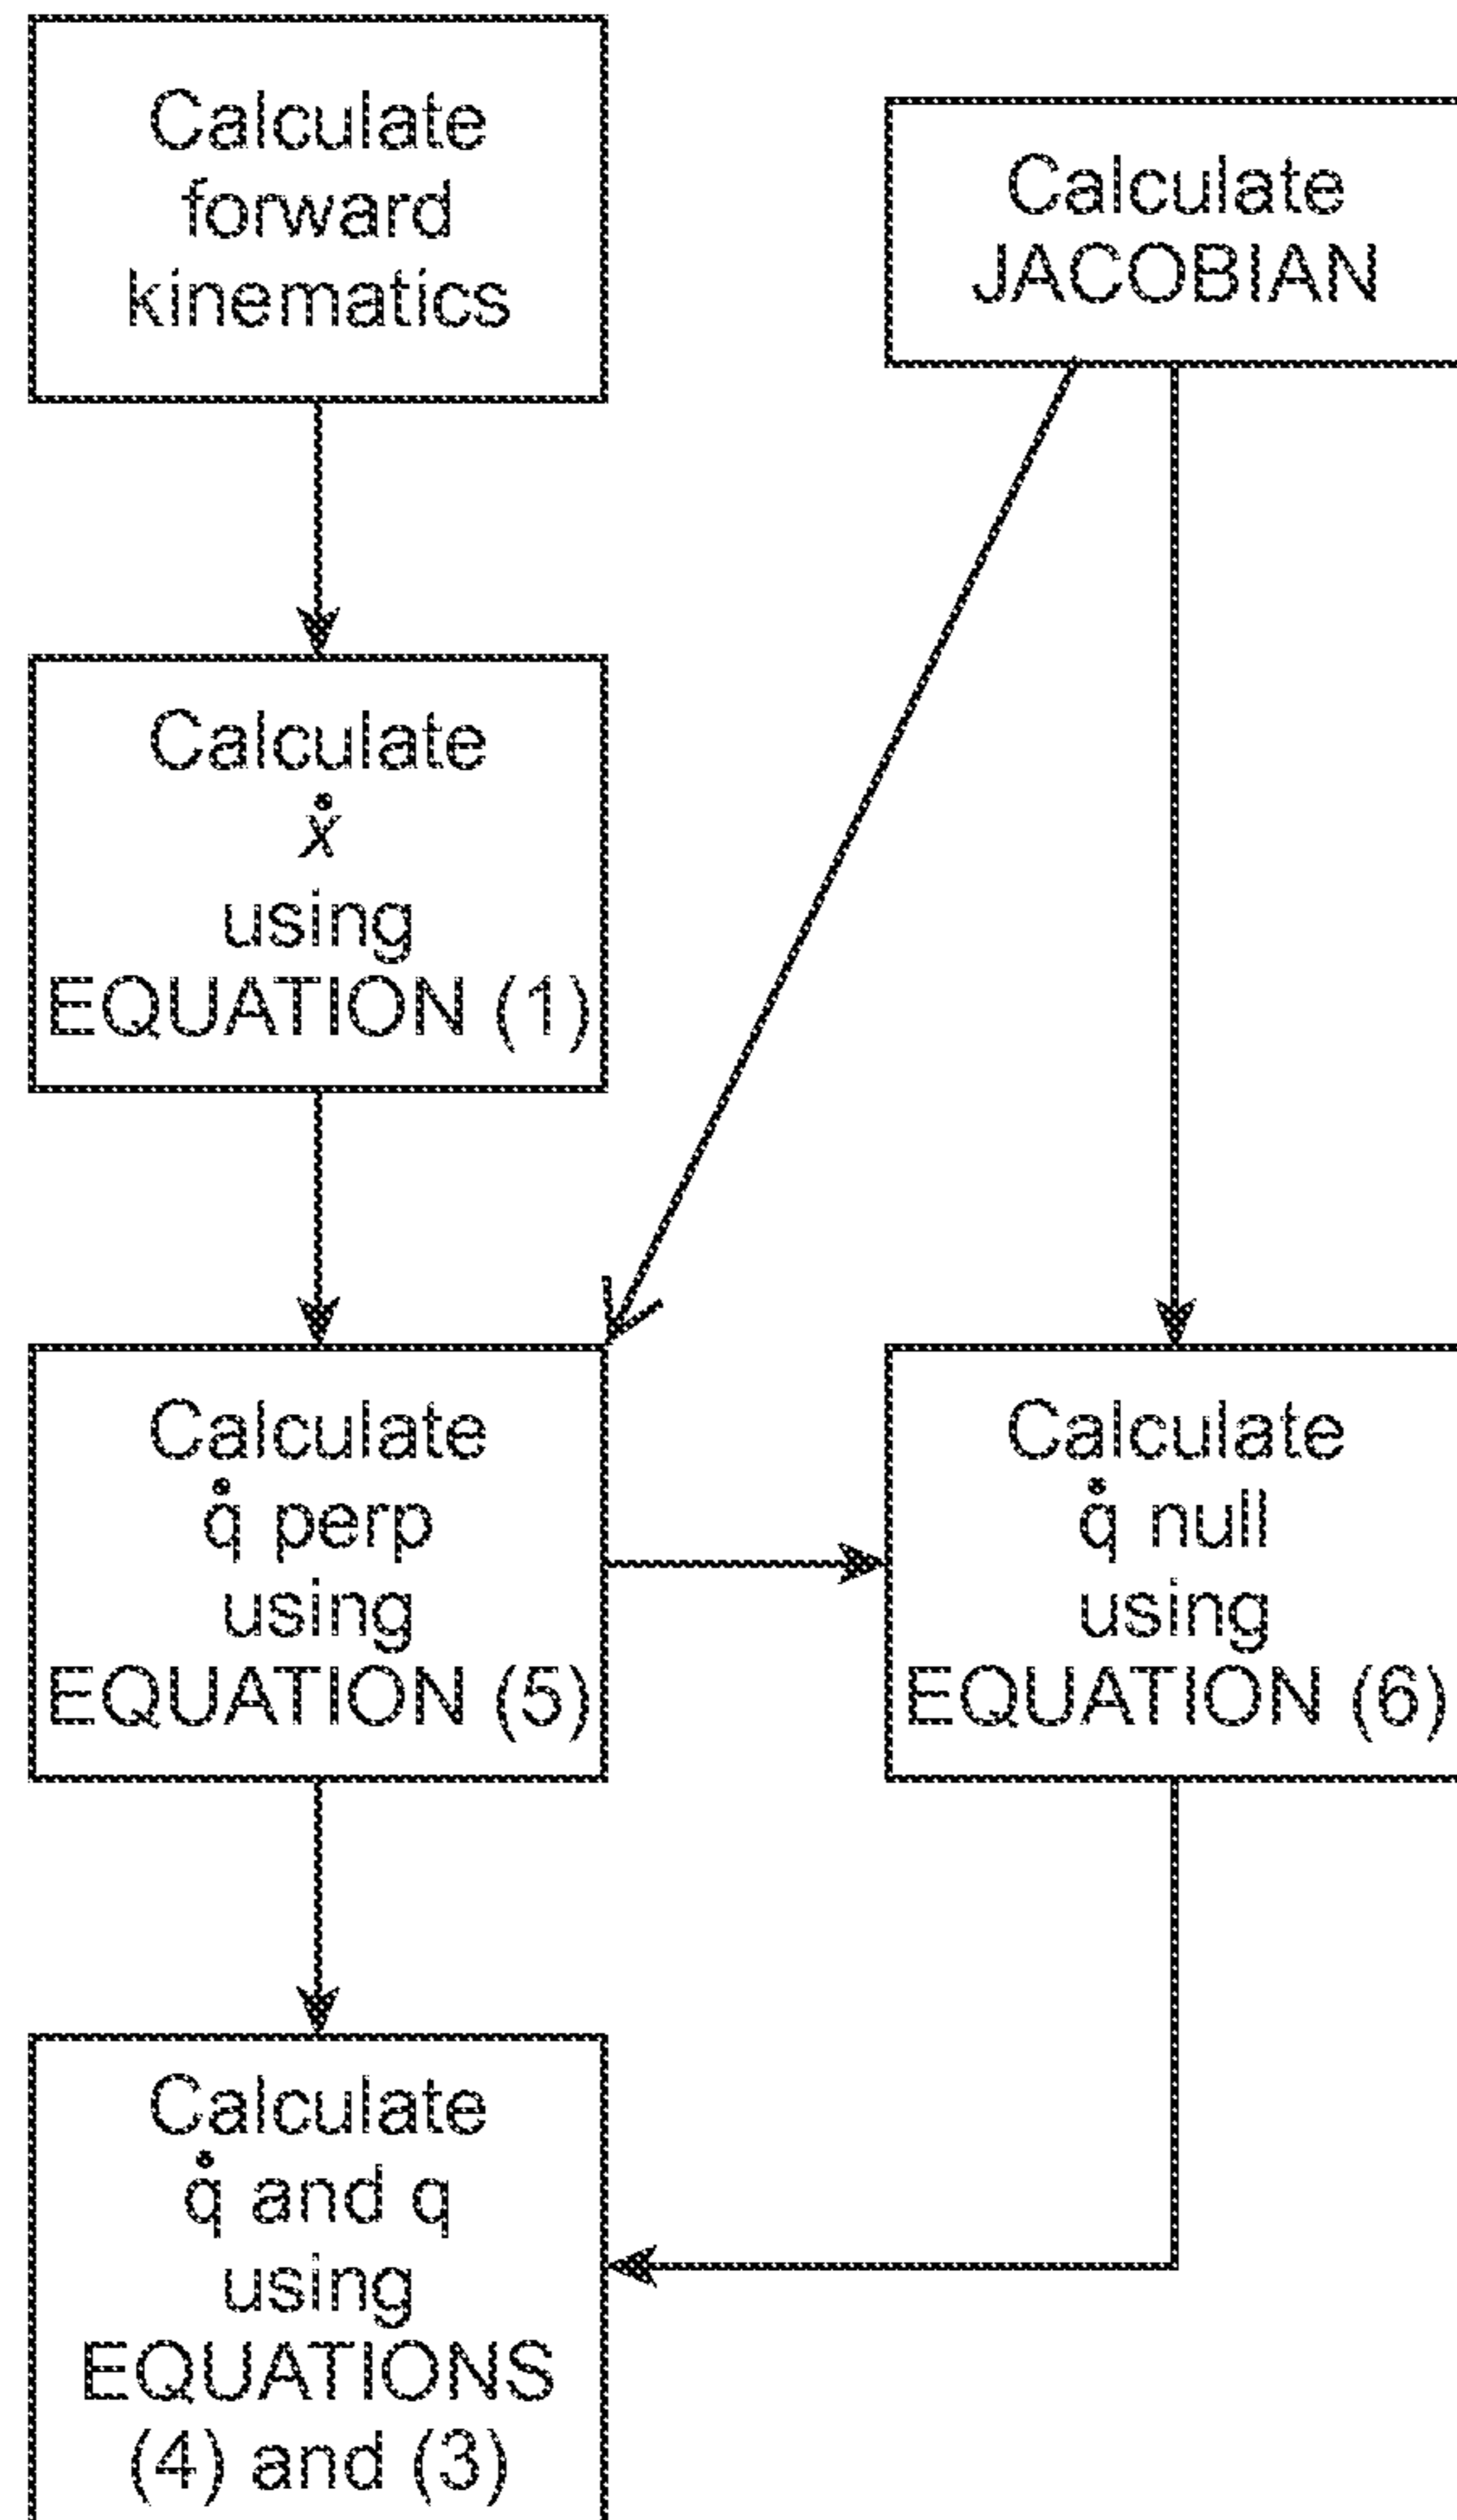 Calculate
forward
kinematics
Calculate
JACOBIAN
Calculate
ẋ
using
EQUATION (1)
Calculate
q̇ perp
using
EQUATION (5)
Calculate
q̇ null
using
EQUATION (6)
Calculate
q̇ and q
using
EQUATIONS
(4) and (3)